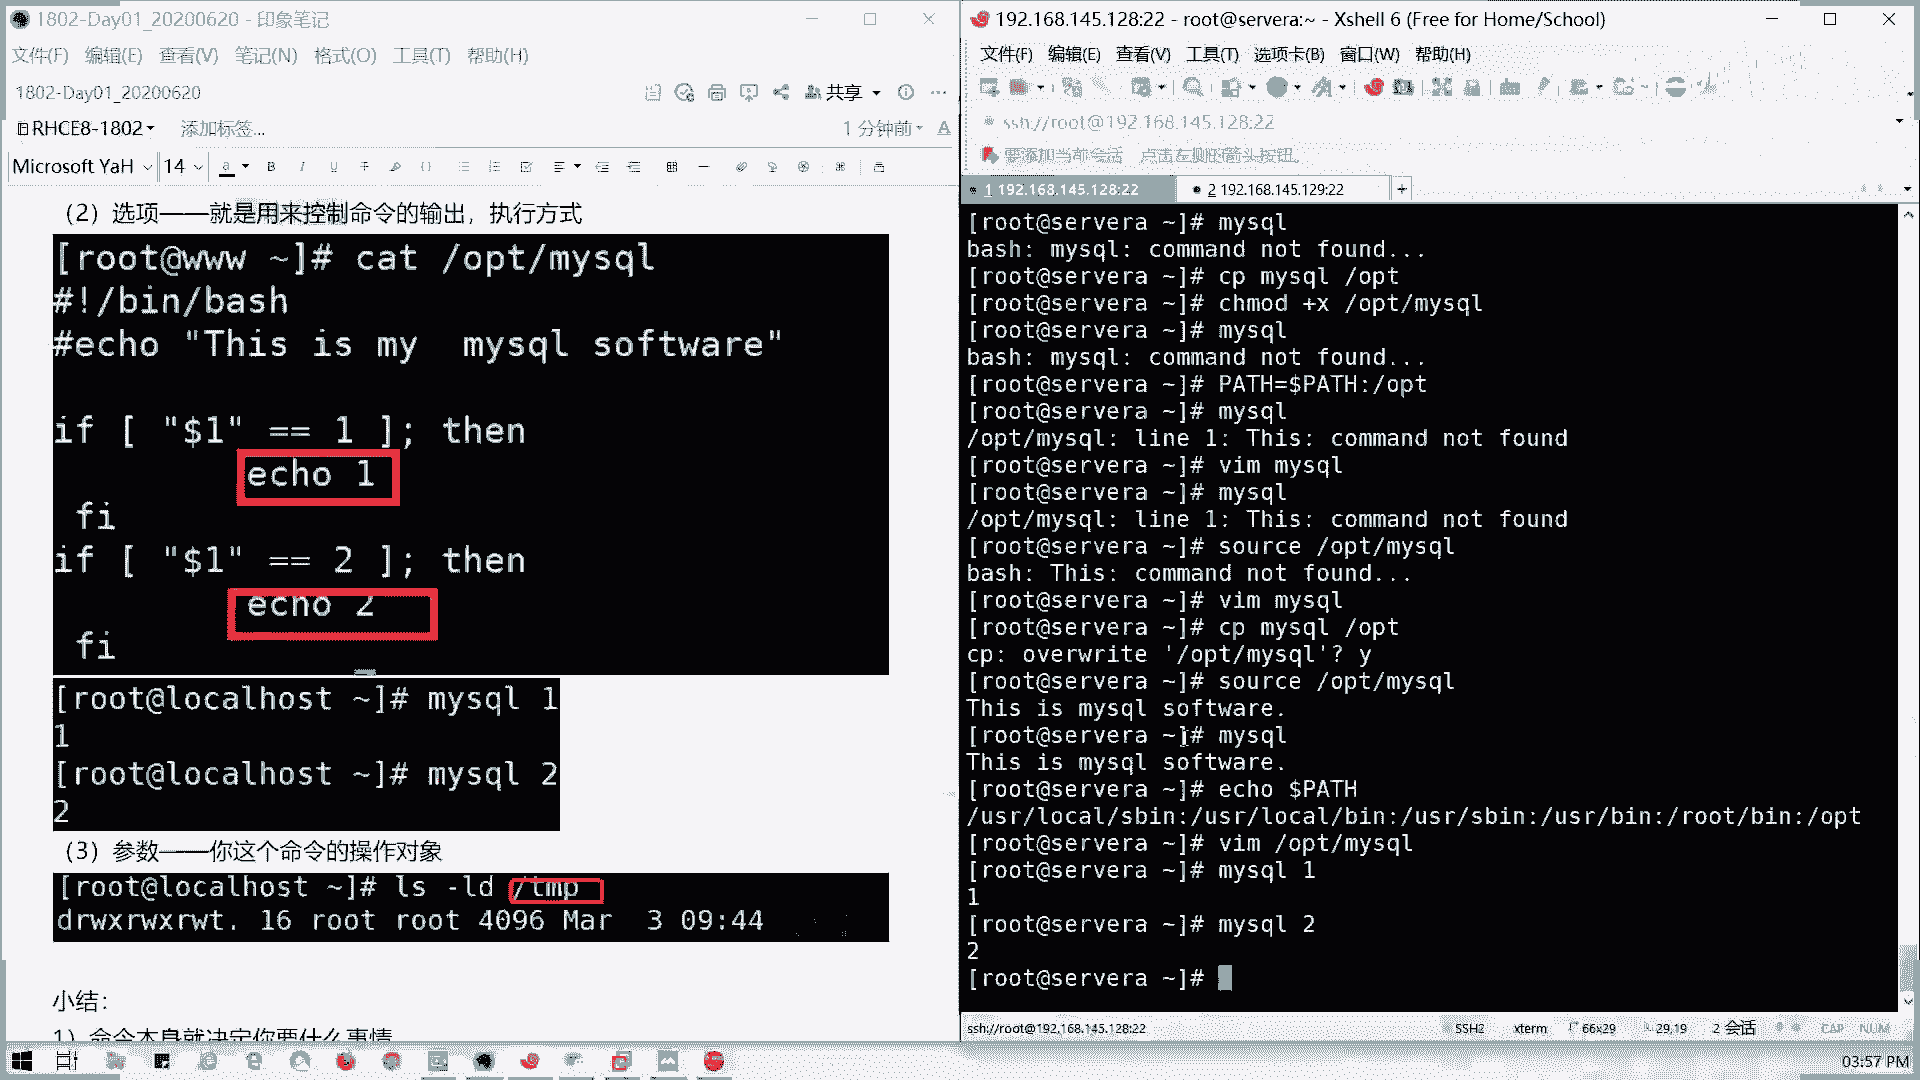 1802-Day01_20200620 - 印象笔记
文件(F) 编辑(E) 查看(V) 笔记(N) 格式(O) 工具(T) 帮助(H)
1802-Day01_20200620
共享
RHCE8-1802 添加标签...
1 分钟前
Microsoft YaH 14
（2）选项——就是用来控制命令的输出，执行方式
[root@www ~]# cat /opt/mysql
#!/bin/bash
#echo "This is my  mysql software"
if [ "$1" == 1 ]; then
echo 1
fi
if [ "$1" == 2 ]; then
echo 2
fi
[root@localhost ~]# mysql 1
1
[root@localhost ~]# mysql 2
2
（3）参数——你这个命令的操作对象
[root@localhost ~]# ls -ld /tmp
drwxrwxrwt. 16 root root 4096 Mar  3 09:44
小结：
1）命令本身就决定你要什么事情
192.168.145.128:22 - root@servera:~ - Xshell 6 (Free for Home/School)
文件(F) 编辑(E) 查看(V) 工具(T) 选项卡(B) 窗口(W) 帮助(H)
ssh://root@192.168.145.128:22
要添加当前会话，点击左侧的箭头按钮。
1 192.168.145.128:22
2 192.168.145.129:22
[root@servera ~]# mysql
bash: mysql: command not found...
[root@servera ~]# cp mysql /opt
[root@servera ~]# chmod +x /opt/mysql
[root@servera ~]# mysql
bash: mysql: command not found...
[root@servera ~]# PATH=$PATH:/opt
[root@servera ~]# mysql
/opt/mysql: line 1: This: command not found
[root@servera ~]# vim mysql
[root@servera ~]# mysql
/opt/mysql: line 1: This: command not found
[root@servera ~]# source /opt/mysql
bash: This: command not found...
[root@servera ~]# vim mysql
[root@servera ~]# cp mysql /opt
cp: overwrite '/opt/mysql'? y
[root@servera ~]# source /opt/mysql
This is mysql software.
[root@servera ~]# mysql
This is mysql software.
[root@servera ~]# echo $PATH
/usr/local/sbin:/usr/local/bin:/usr/sbin:/usr/bin:/root/bin:/opt
[root@servera ~]# vim /opt/mysql
[root@servera ~]# mysql 1
1
[root@servera ~]# mysql 2
2
[root@servera ~]#
ssh://root@192.168.145.128:22 SSH2 xterm 66x29 29,19 2 会话 CAP NUM
03:57 PM